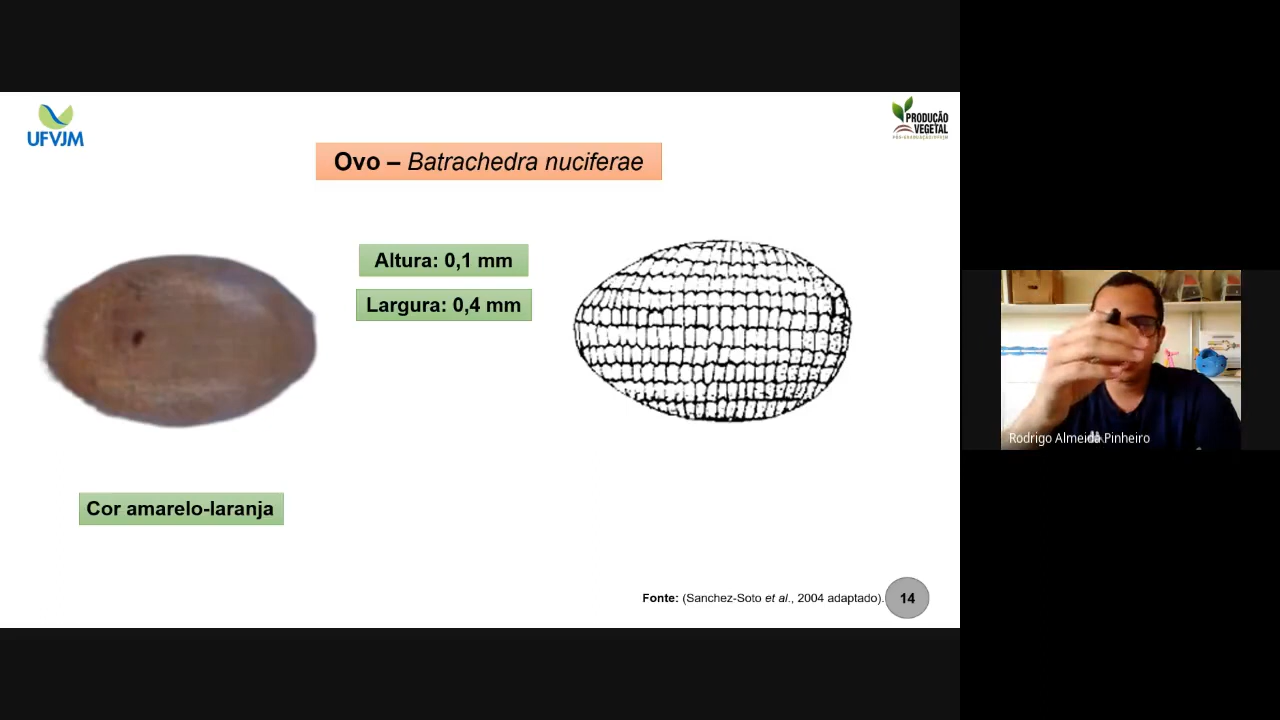 UFVJM
PRODUÇÃO
VEGETAL
Ovo – Batrachedra nuciferae
Altura: 0,1 mm
Largura: 0,4 mm
Cor amarelo-laranja
Fonte: (Sanchez-Soto et al., 2004 adaptado).
14
Rodrigo Almeida Pinheiro